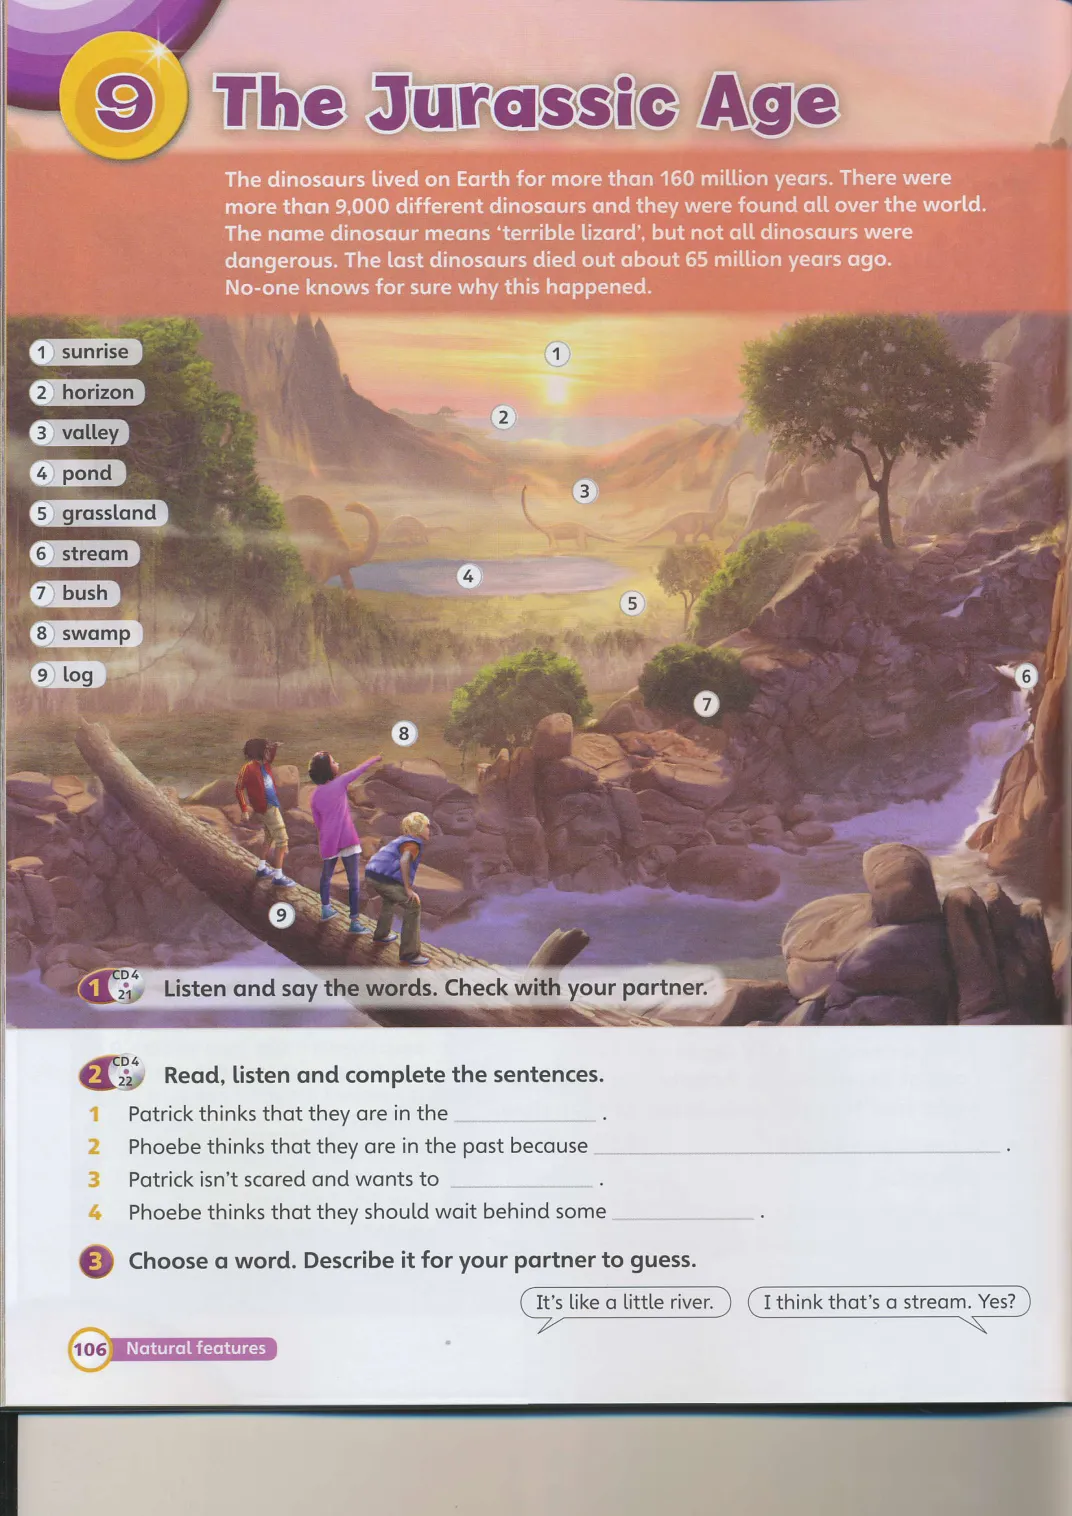 9 The Jurassic Age
The dinosaurs lived on Earth for more than 160 million years. There were
more than 9,000 different dinosaurs and they were found all over the world.
The name dinosaur means ‘terrible lizard’, but not all dinosaurs were
dangerous. The last dinosaurs died out about 65 million years ago.
No-one knows for sure why this happened.
1 sunrise
2 horizon
3 valley
4 pond
5 grassland
6 stream
7 bush
8 swamp
9 log
1
2
3
4
5
6
7
8
9
1 CD4 21 Listen and say the words. Check with your partner.
2 CD4 22 Read, listen and complete the sentences.
1 Patrick thinks that they are in the ______________ .
2 Phoebe thinks that they are in the past because ______________ .
3 Patrick isn’t scared and wants to ______________ .
4 Phoebe thinks that they should wait behind some ______________ .
3 Choose a word. Describe it for your partner to guess.
It’s like a little river.
I think that’s a stream. Yes?
106 Natural features